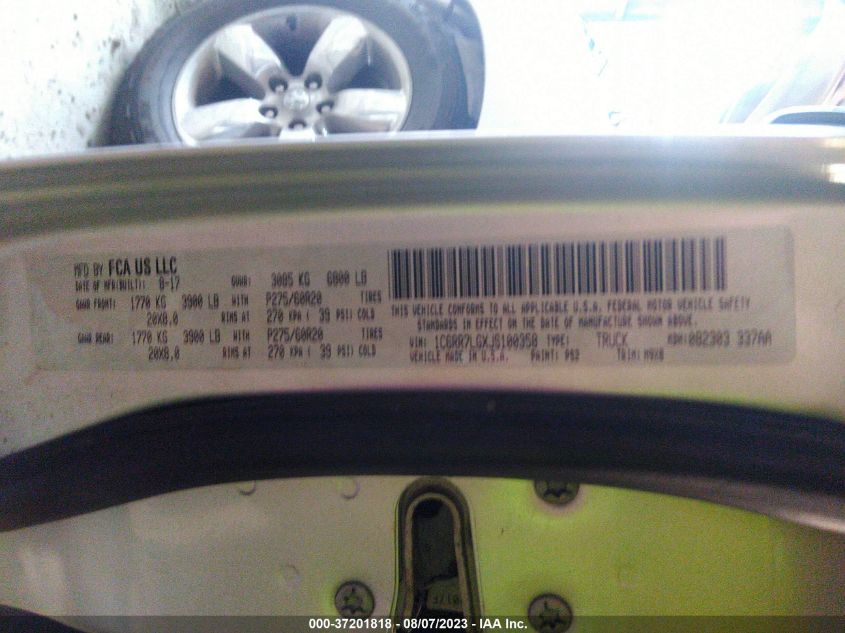 MFD BY FCA US LLC
DATE OF MFR(BUILT): 8-17 GVWR: 3085 KG 6800 LB
GAWR FRONT: 1770 KG 3900 LB WITH P275/60R20 TIRES
20X8.0 RIMS AT 270 KPA ( 39 PSI) COLD
GAWR REAR: 1770 KG 3900 LB WITH P275/60R20 TIRES
20X8.0 RIMS AT 270 KPA ( 39 PSI) COLD
THIS VEHICLE CONFORMS TO ALL APPLICABLE U.S.A. FEDERAL MOTOR VEHICLE SAFETY
STANDARDS IN EFFECT ON THE DATE OF MANUFACTURE SHOWN ABOVE.
VIN: 1C6RR7LGXJS100358 TYPE: TRUCK MDH: 082303 337AA
VEHICLE MADE IN U.S.A. PAINT: PS2 TRIM: M9X8
000-37201818 - 08/07/2023 - IAA Inc.